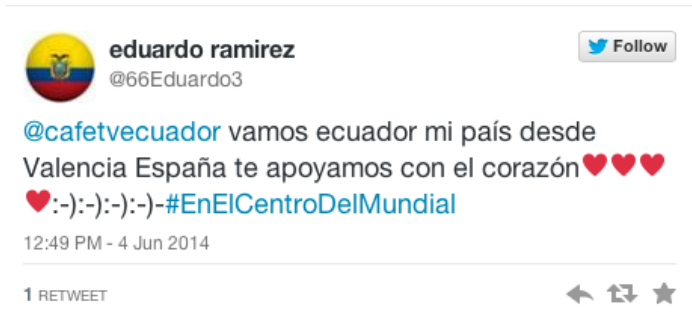 eduardo ramirez
Follow
@66Eduardo3
@cafetvecuador vamos ecuador mi país desde
Valencia España te apoyamos con el corazón♥♥♥
♥:-):-):-):-)-#EnElCentroDelMundial
12:49 PM - 4 Jun 2014
1 RETWEET